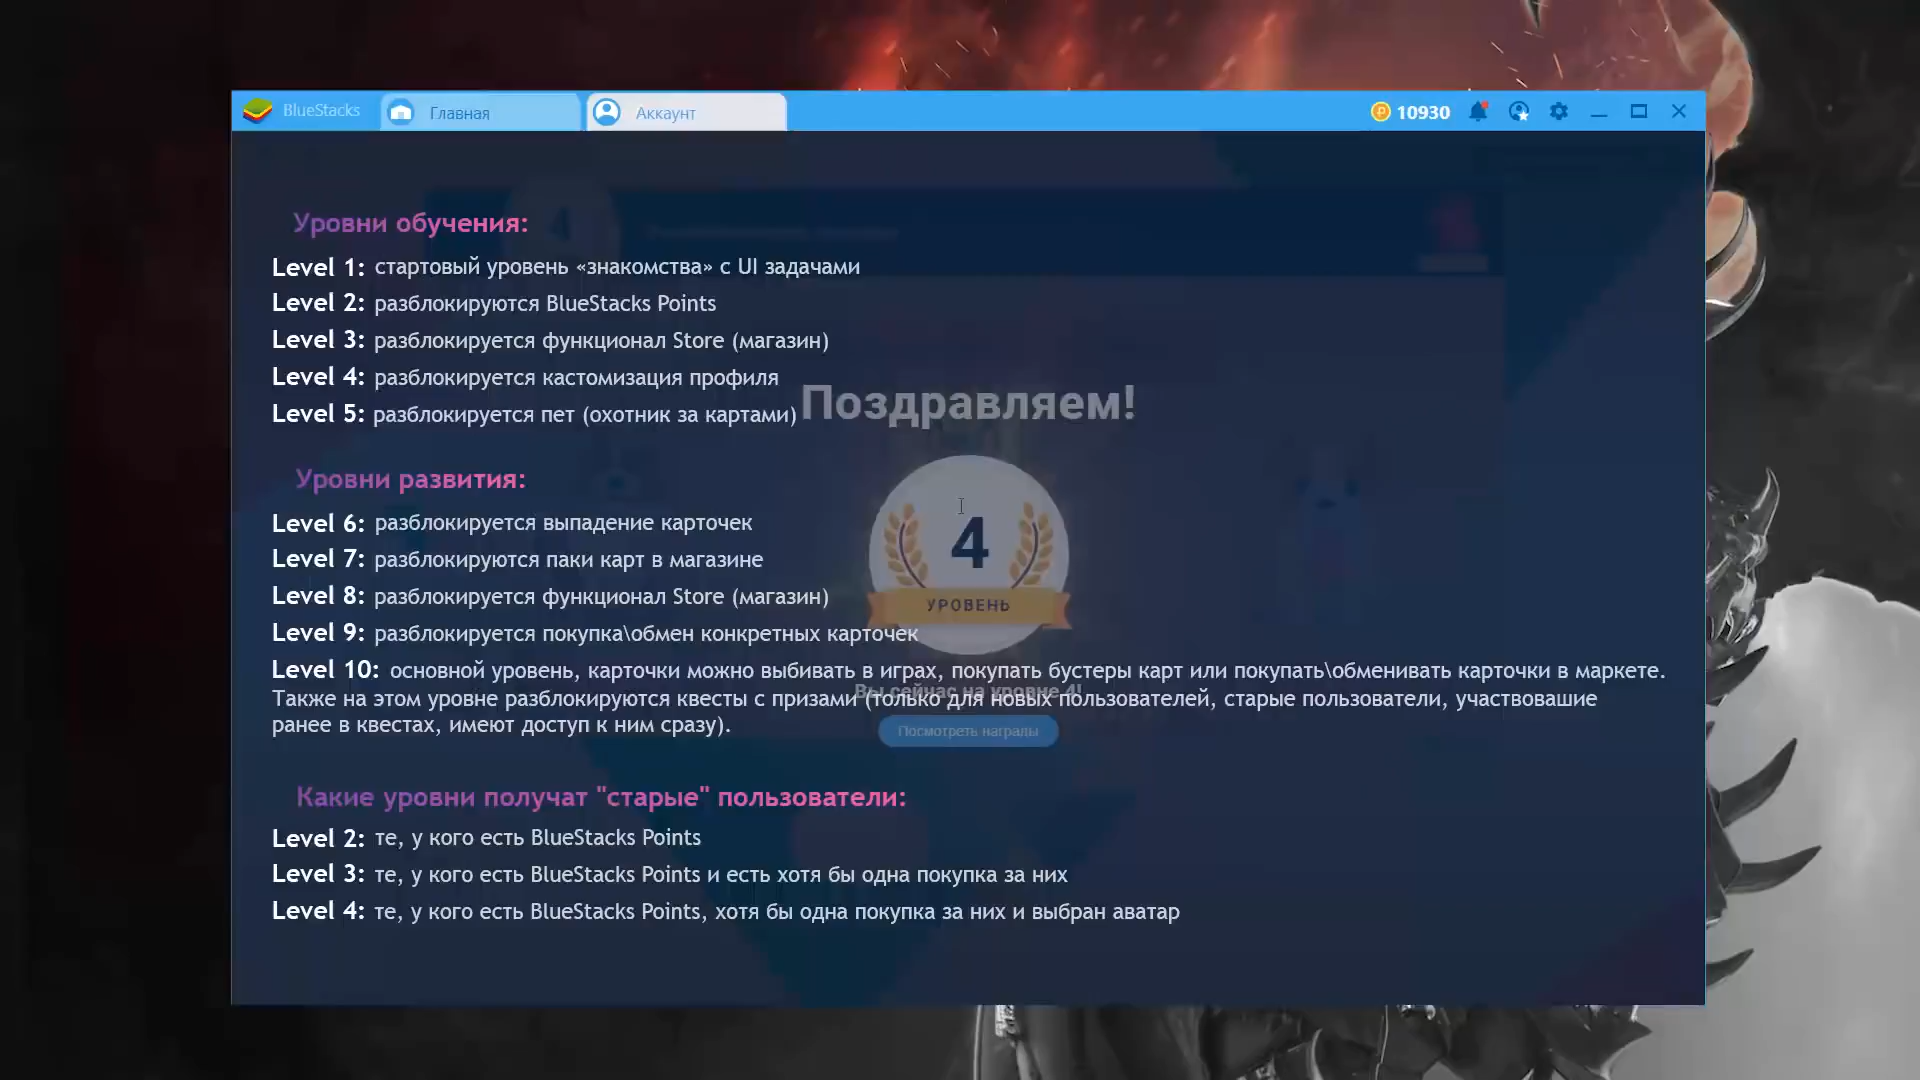 BlueStacks
Главная
Аккаунт
10930
Уровни обучения:
Level 1: стартовый уровень «знакомства» с UI задачами
Level 2: разблокируются BlueStacks Points
Level 3: разблокируется функционал Store (магазин)
Level 4: разблокируется кастомизация профиля
Level 5: разблокируется пет (охотник за картами)
Поздравляем!
4
УРОВЕНЬ
Вы сейчас на уровне 4!
Посмотреть награды
Уровни развития:
Level 6: разблокируется выпадение карточек
Level 7: разблокируются паки карт в магазине
Level 8: разблокируется функционал Store (магазин)
Level 9: разблокируется покупка\обмен конкретных карточек
Level 10: основной уровень, карточки можно выбивать в играх, покупать бустеры карт или покупать\обменивать карточки в маркете.
Также на этом уровне разблокируются квесты с призами (только для новых пользователей, старые пользователи, участвовашие
ранее в квестах, имеют доступ к ним сразу).
Какие уровни получат "старые" пользователи:
Level 2: те, у кого есть BlueStacks Points
Level 3: те, у кого есть BlueStacks Points и есть хотя бы одна покупка за них
Level 4: те, у кого есть BlueStacks Points, хотя бы одна покупка за них и выбран аватар